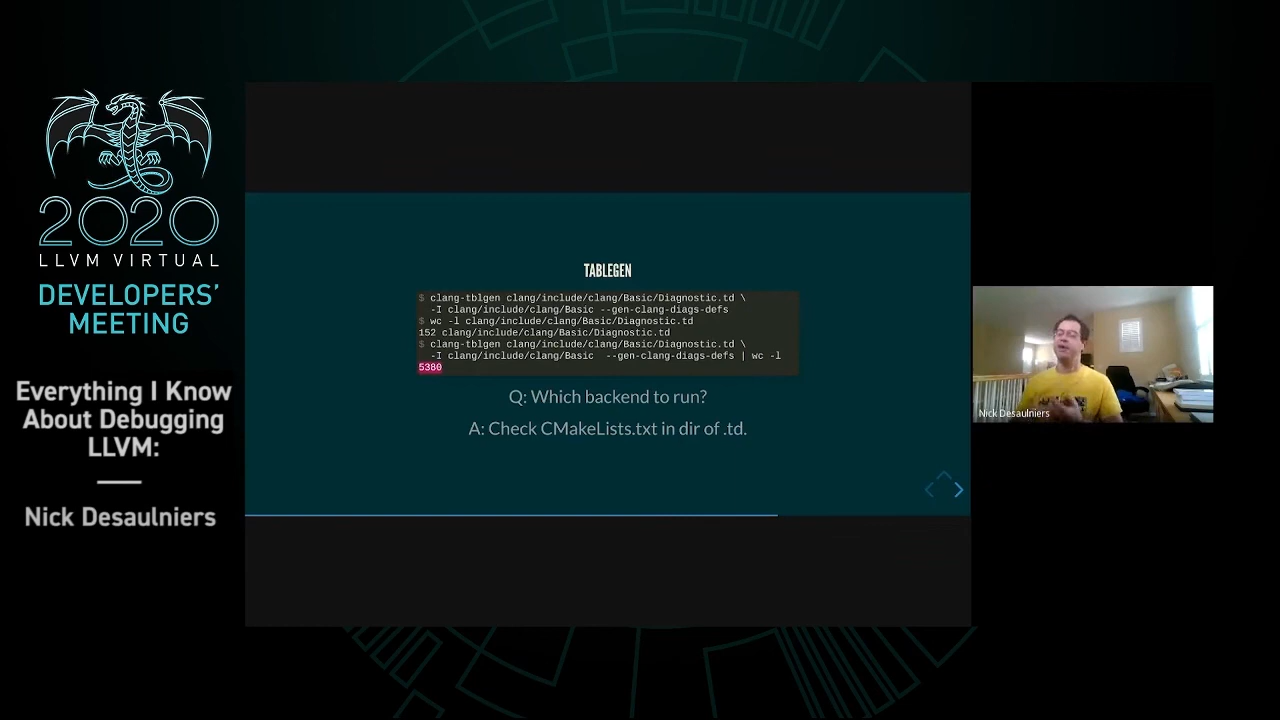 2020
LLVM VIRTUAL
DEVELOPERS'
MEETING
Everything I Know
About Debugging
LLVM:
Nick Desaulniers
TABLEGEN
$ clang-tblgen clang/include/clang/Basic/Diagnostic.td \
-I clang/include/clang/Basic --gen-clang-diags-defs
$ wc -l clang/include/clang/Basic/Diagnostic.td
152 clang/include/clang/Basic/Diagnostic.td
$ clang-tblgen clang/include/clang/Basic/Diagnostic.td \
-I clang/include/clang/Basic --gen-clang-diags-defs | wc -l
5380
Q: Which backend to run?
A: Check CMakeLists.txt in dir of .td.
Nick Desaulniers